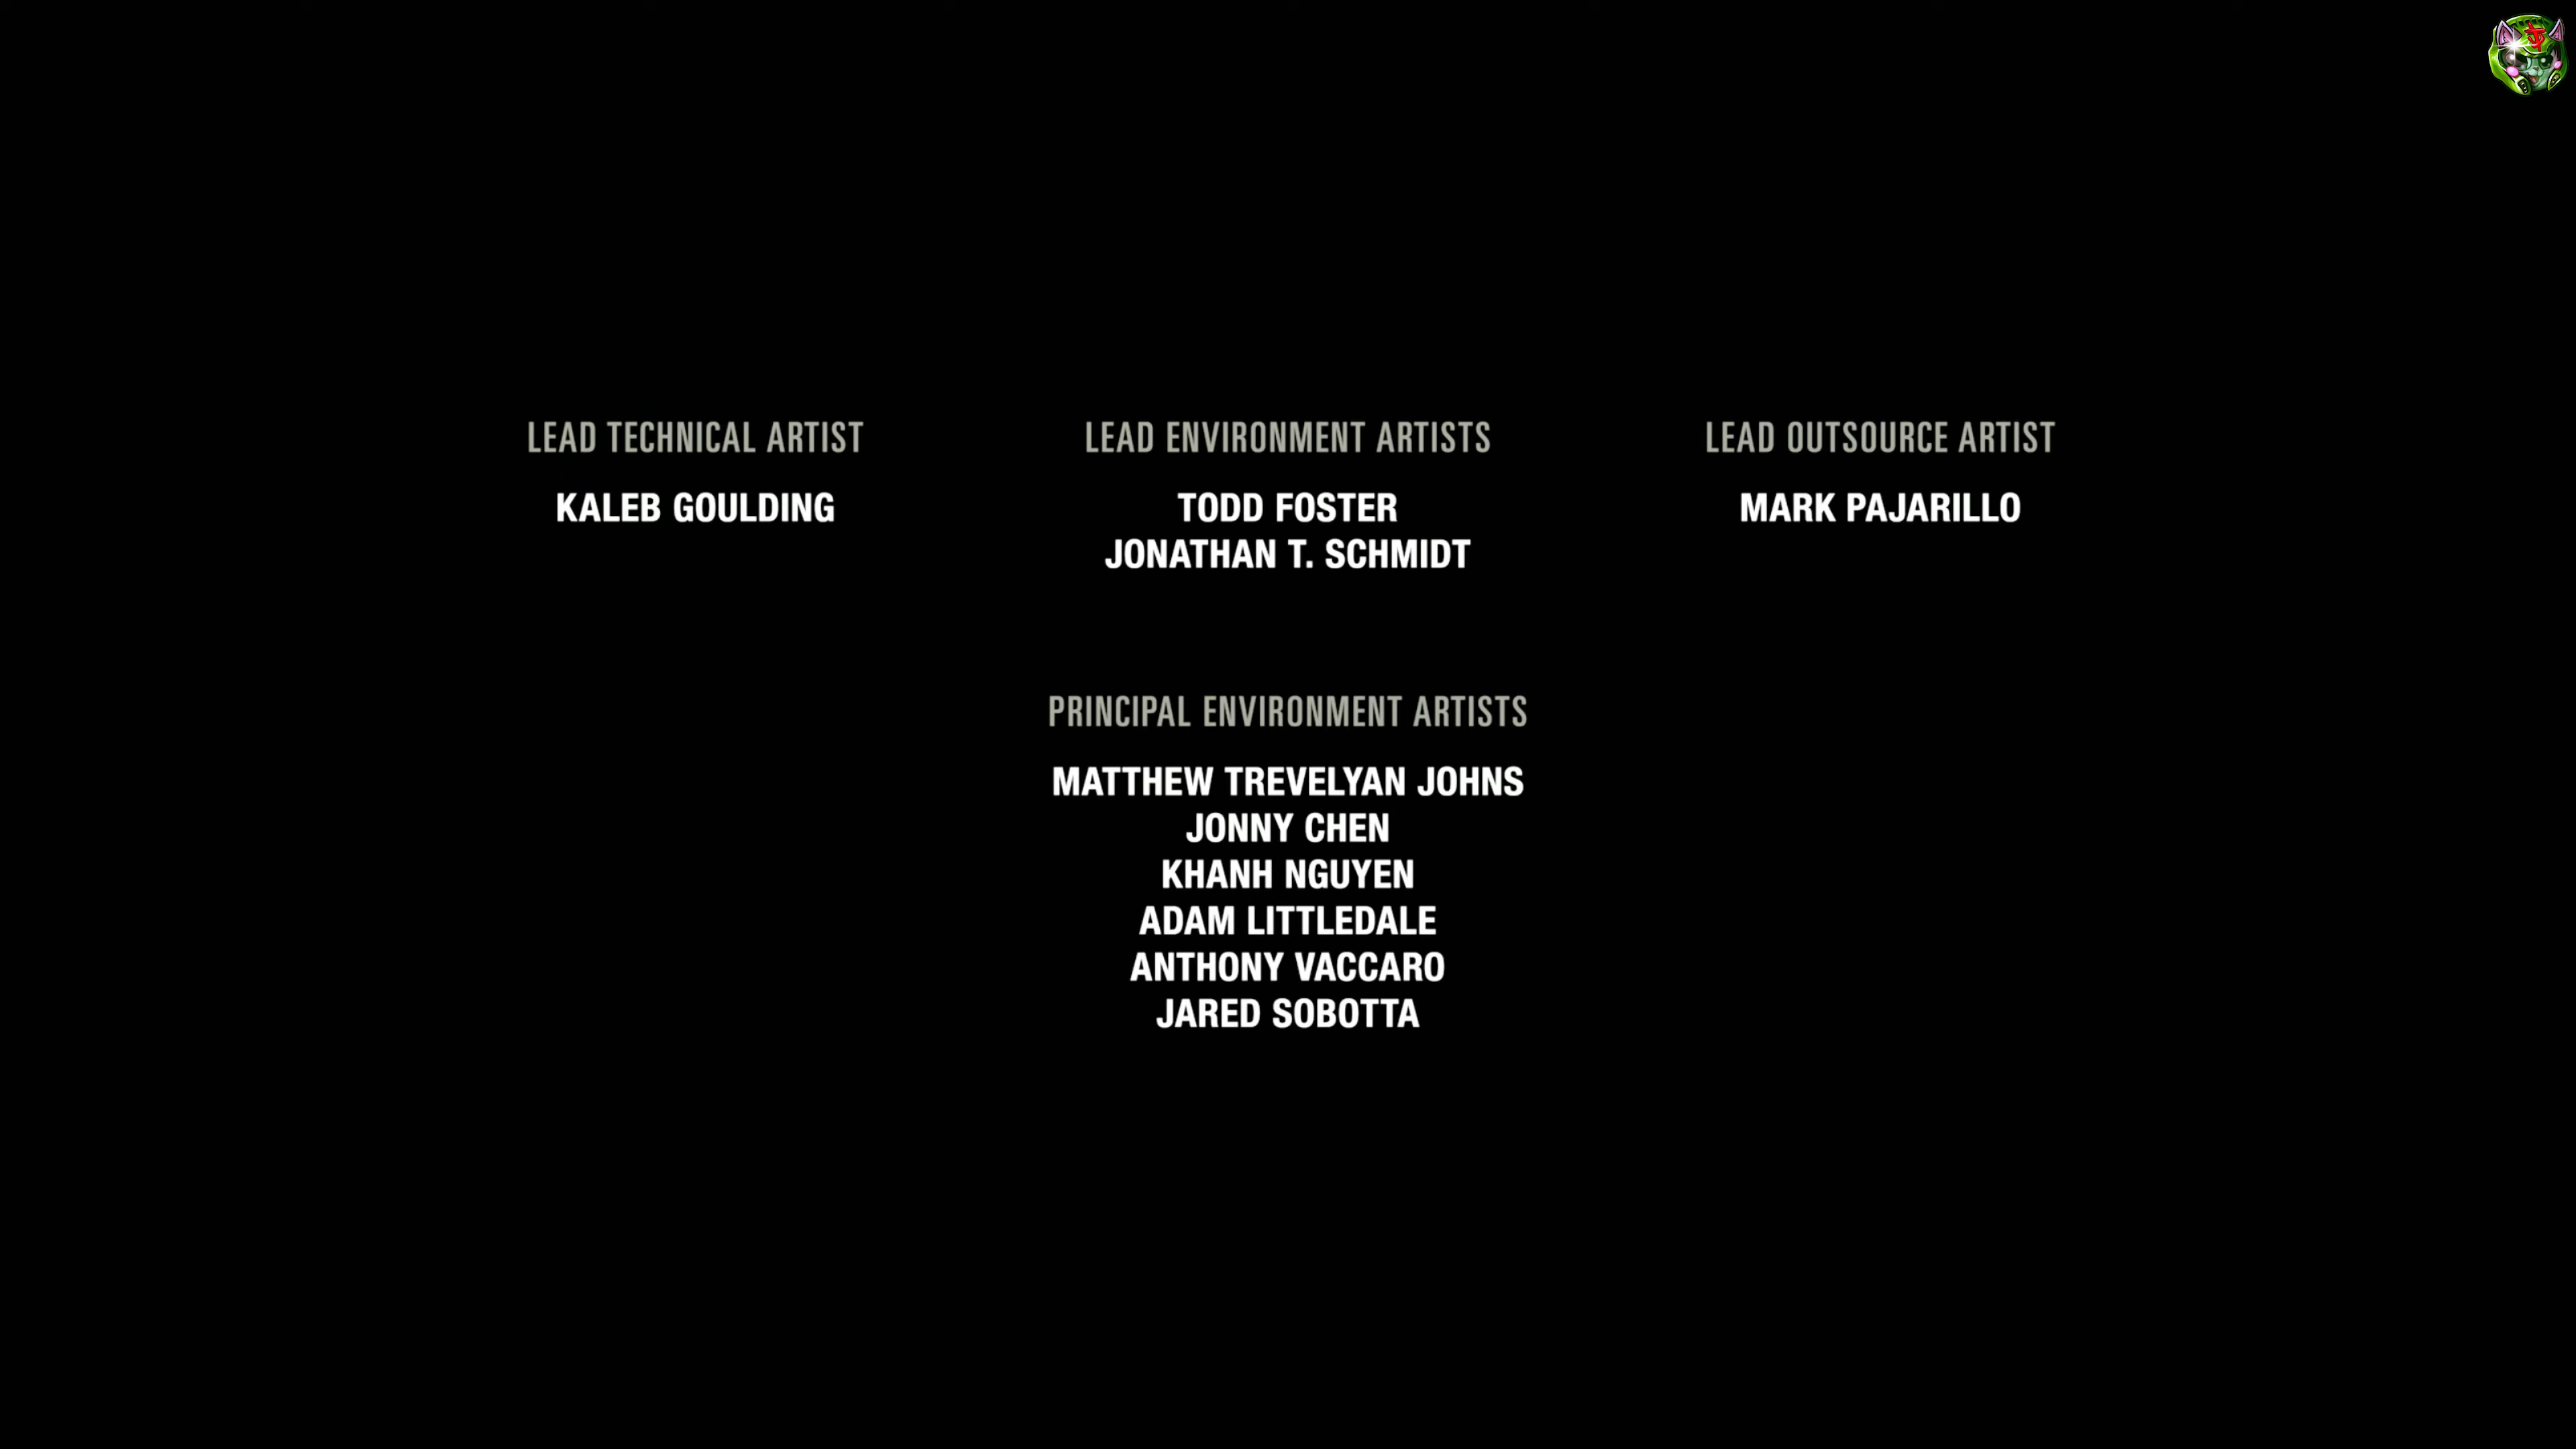 LEAD TECHNICAL ARTIST
KALEB GOULDING
LEAD ENVIRONMENT ARTISTS
TODD FOSTER
JONATHAN T. SCHMIDT
LEAD OUTSOURCE ARTIST
MARK PAJARILLO
PRINCIPAL ENVIRONMENT ARTISTS
MATTHEW TREVELYAN JOHNS
JONNY CHEN
KHANH NGUYEN
ADAM LITTLEDALE
ANTHONY VACCARO
JARED SOBOTTA